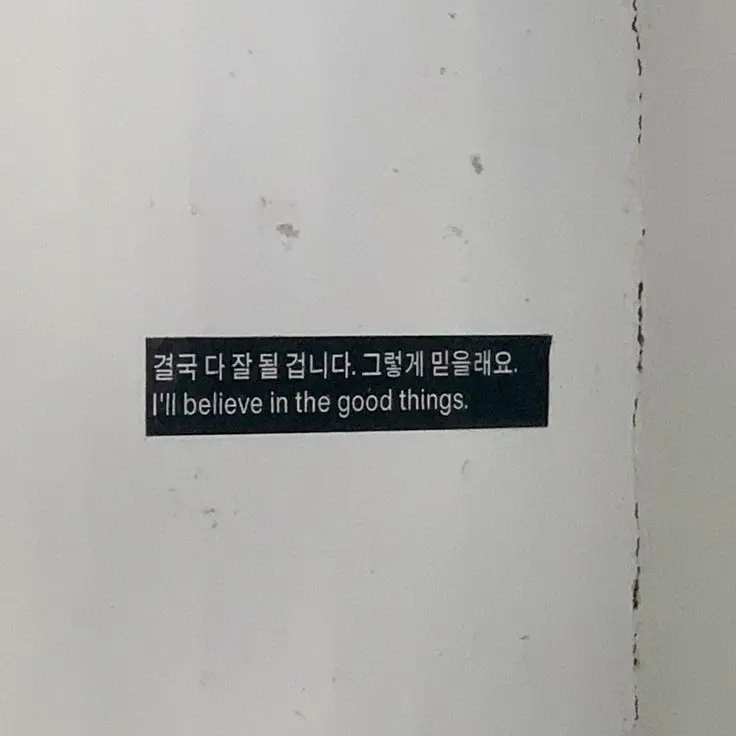 결국 다 잘 될 겁니다. 그렇게 믿을래요.
I'll believe in the good things.